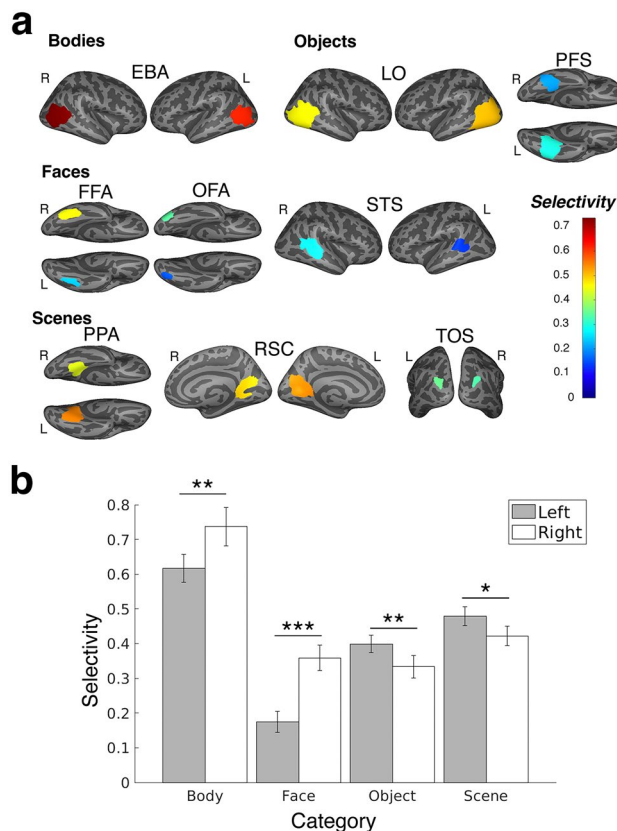 a
Bodies
Objects
R
EBA
L
LO
R
PFS
L
Faces
R
FFA
OFA
R
STS
L
L
Selectivity
0.7
0.6
0.5
0.4
0.3
0.2
0.1
0
Scenes
R
PPA
R
RSC
L
TOS
L
R
L
b
0.8
0.7
0.6
0.5
0.4
0.3
0.2
0.1
0
Selectivity
**
***
**
*
Left
Right
Body
Face
Object
Scene
Category